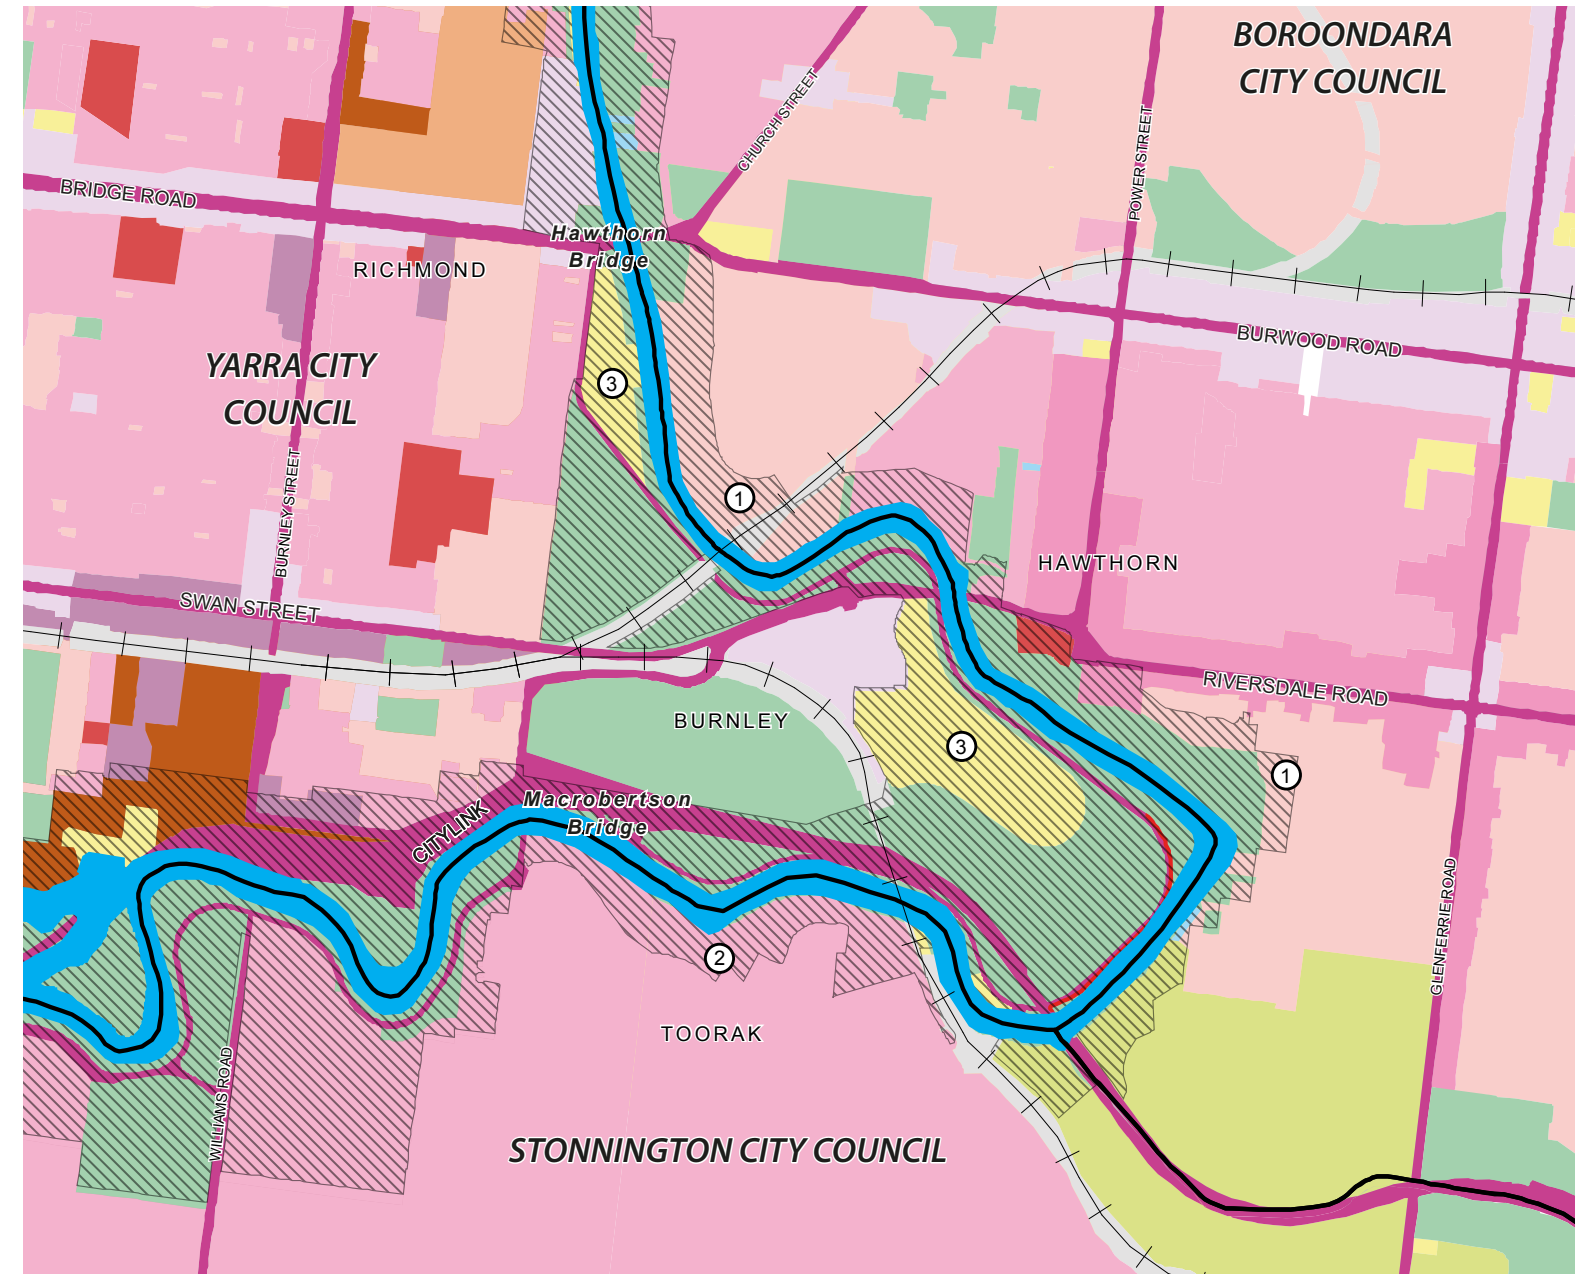 BOROONDARA
CITY COUNCIL
CHURCH STREET
POWER STREET
BRIDGE ROAD
Hawthorn
Bridge
RICHMOND
BURWOOD ROAD
YARRA CITY
COUNCIL
3
BURNLEY STREET
1
HAWTHORN
SWAN STREET
RIVERSDALE ROAD
BURNLEY
3
1
Macrobertson
Bridge
CITYLINK
GLENFERRIE ROAD
2
TOORAK
WILLIAMS ROAD
STONNINGTON CITY COUNCIL